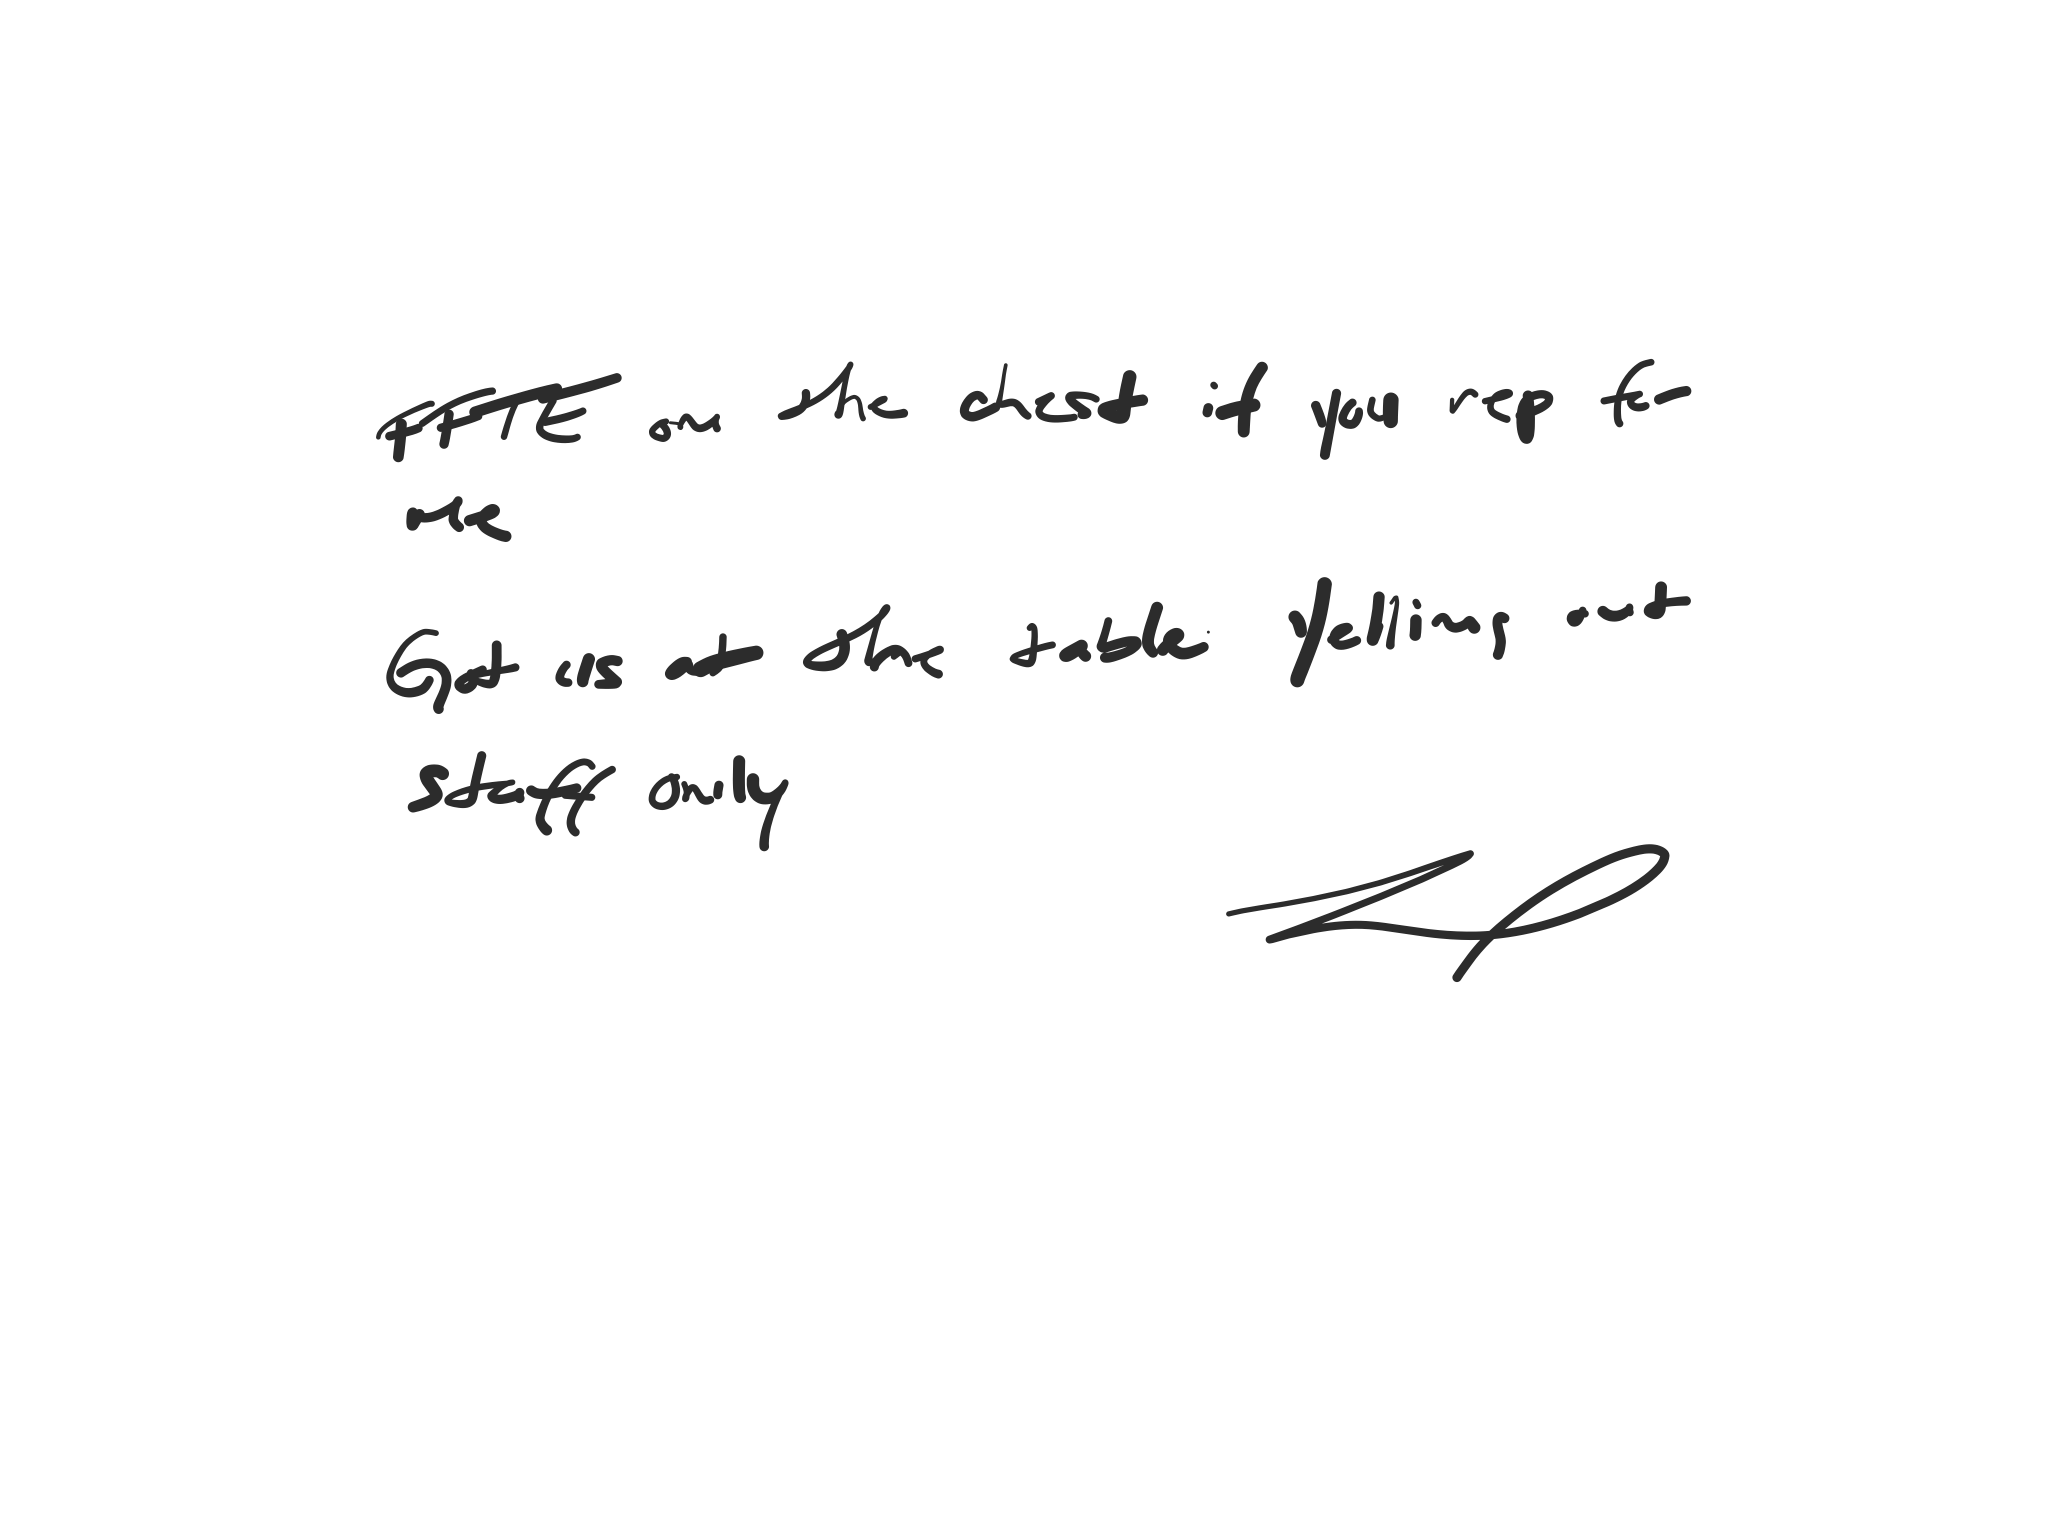 FFTE on the chest if you rep for
me
Got us at the table Yelling out
staff only